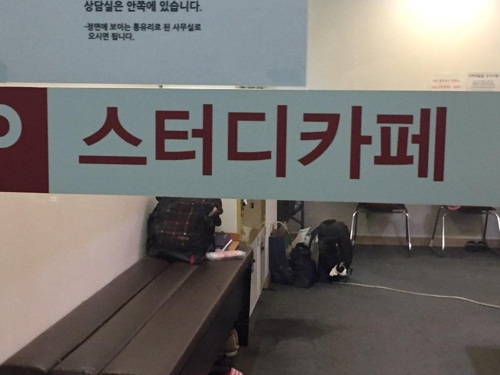 상담실은 안쪽에 있습니다.
-정면에 보이는 통유리로 된 사무실로
오시면 됩니다.
스터디카페